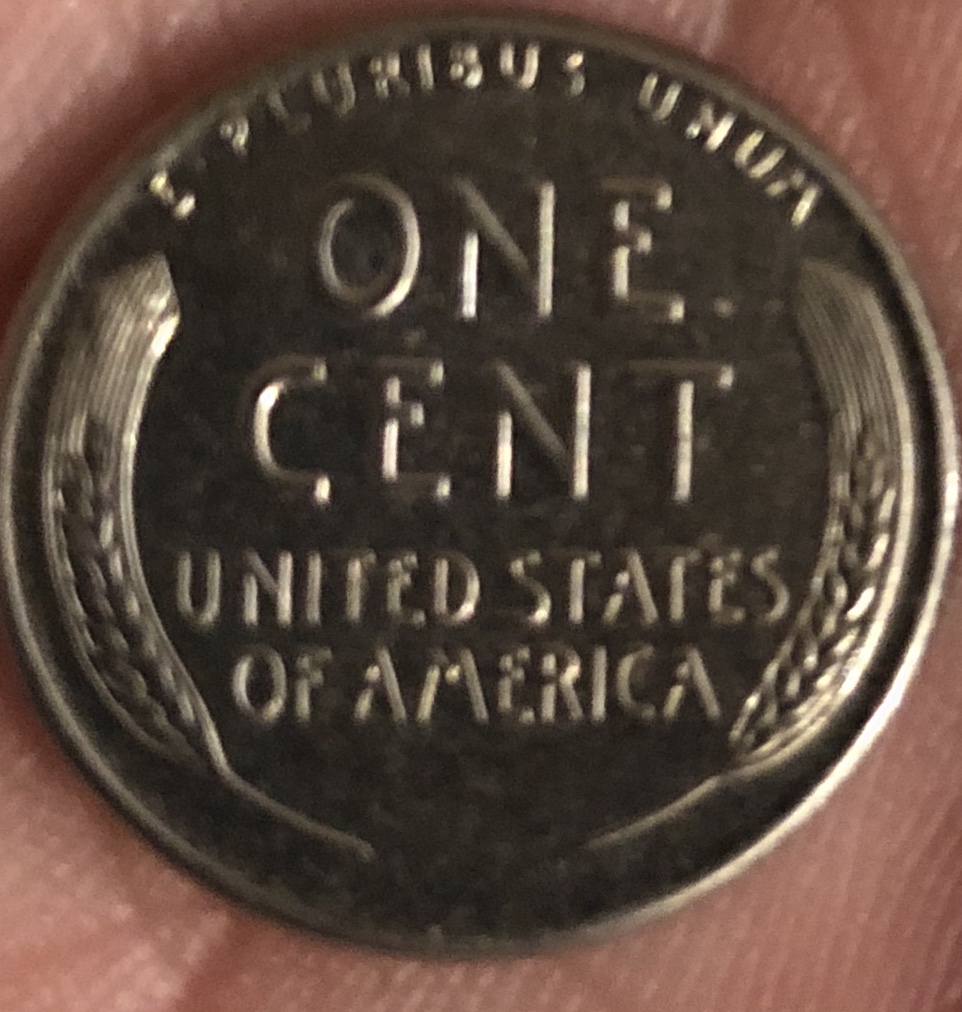 E PLURIBUS UNUM
ONE
CENT
UNITED STATES
OF AMERICA